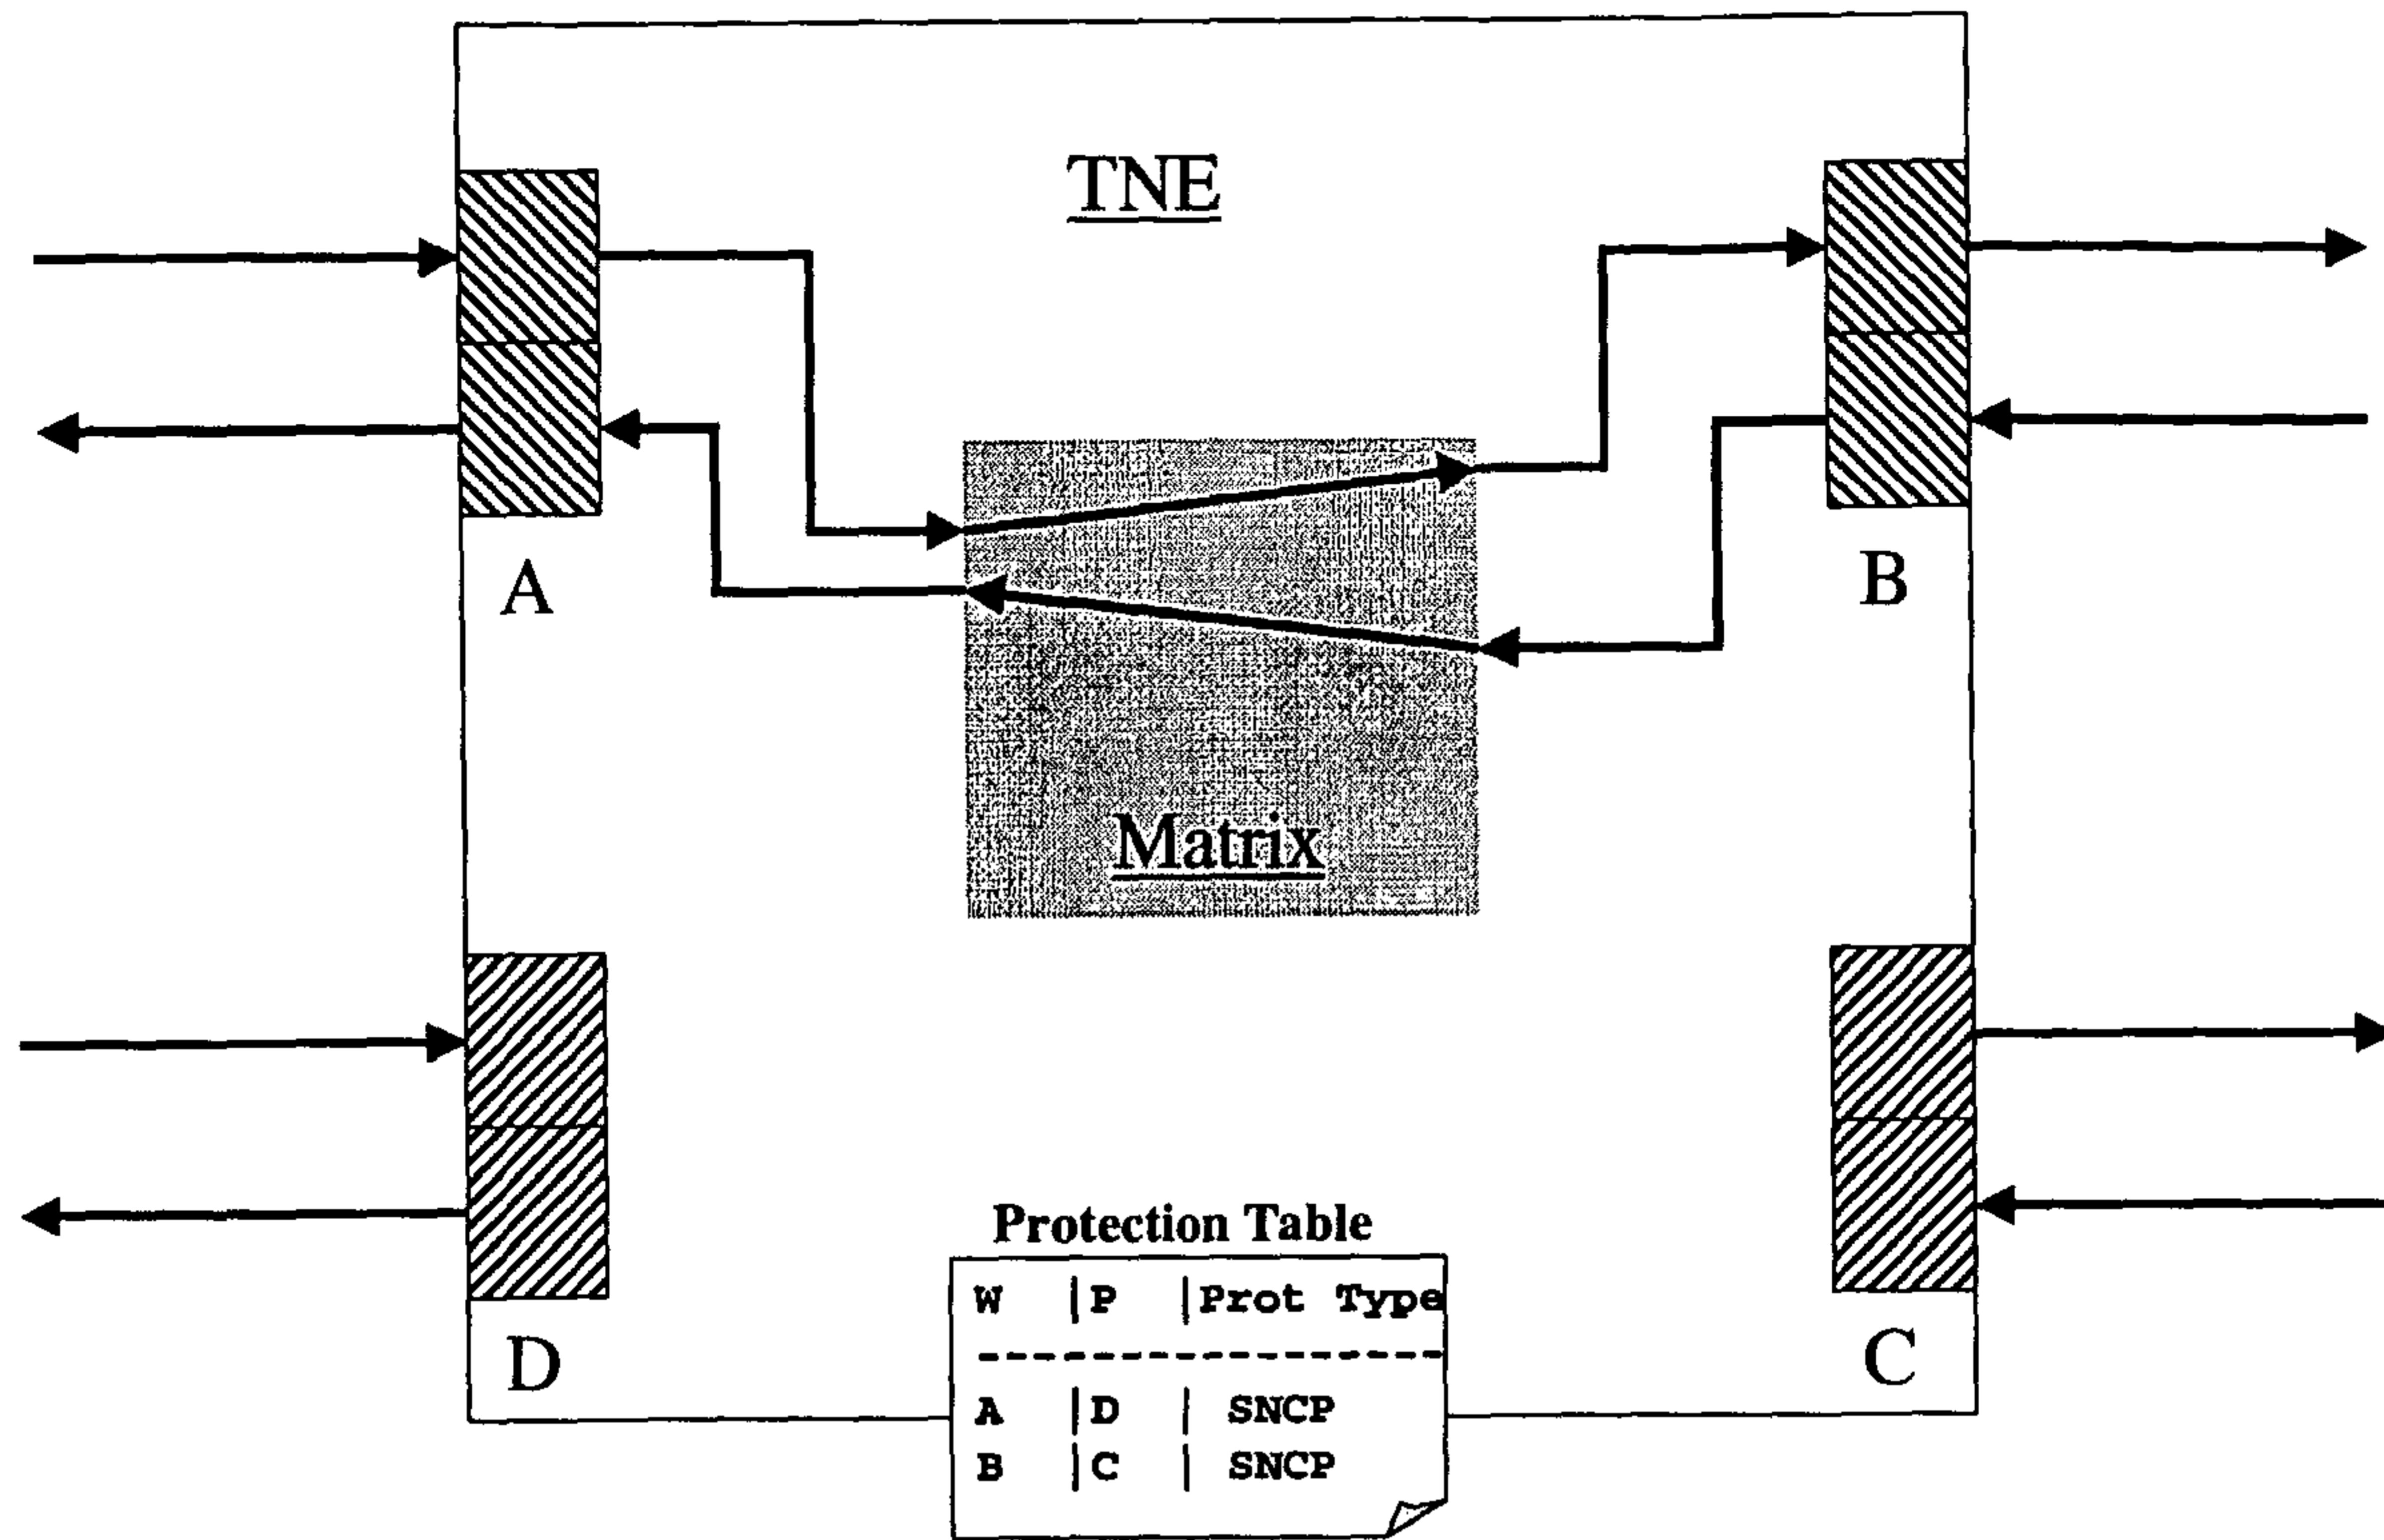 TNE
A
B
Matrix
D
C
Protection Table
W |P |Prot Type
-----------------
A |D | SNCP
B |C | SNCP